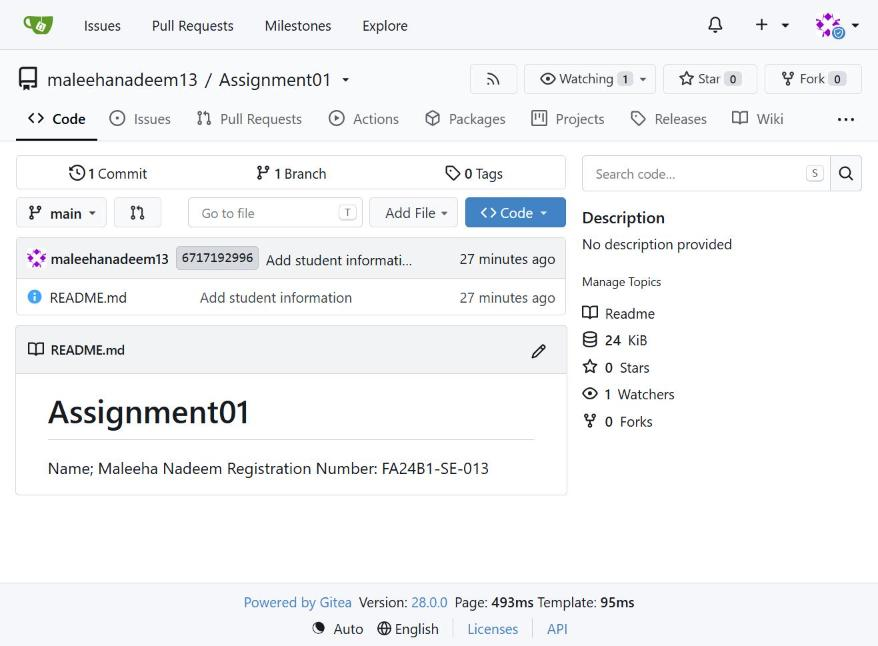 Issues Pull Requests Milestones Explore
maleehanadeem13 / Assignment01 Watching 1 Star 0 Fork 0
Code Issues Pull Requests Actions Packages Projects Releases Wiki
1 Commit 1 Branch 0 Tags
Search code... S
main Go to file T Add File Code
Description
No description provided
maleehanadeem13 6717192996 Add student informati... 27 minutes ago
README.md Add student information 27 minutes ago
Manage Topics
Readme
24 KiB
0 Stars
1 Watchers
0 Forks
README.md
Assignment01
Name; Maleeha Nadeem Registration Number: FA24B1-SE-013
Powered by Gitea Version: 28.0.0 Page: 493ms Template: 95ms
Auto English Licenses API